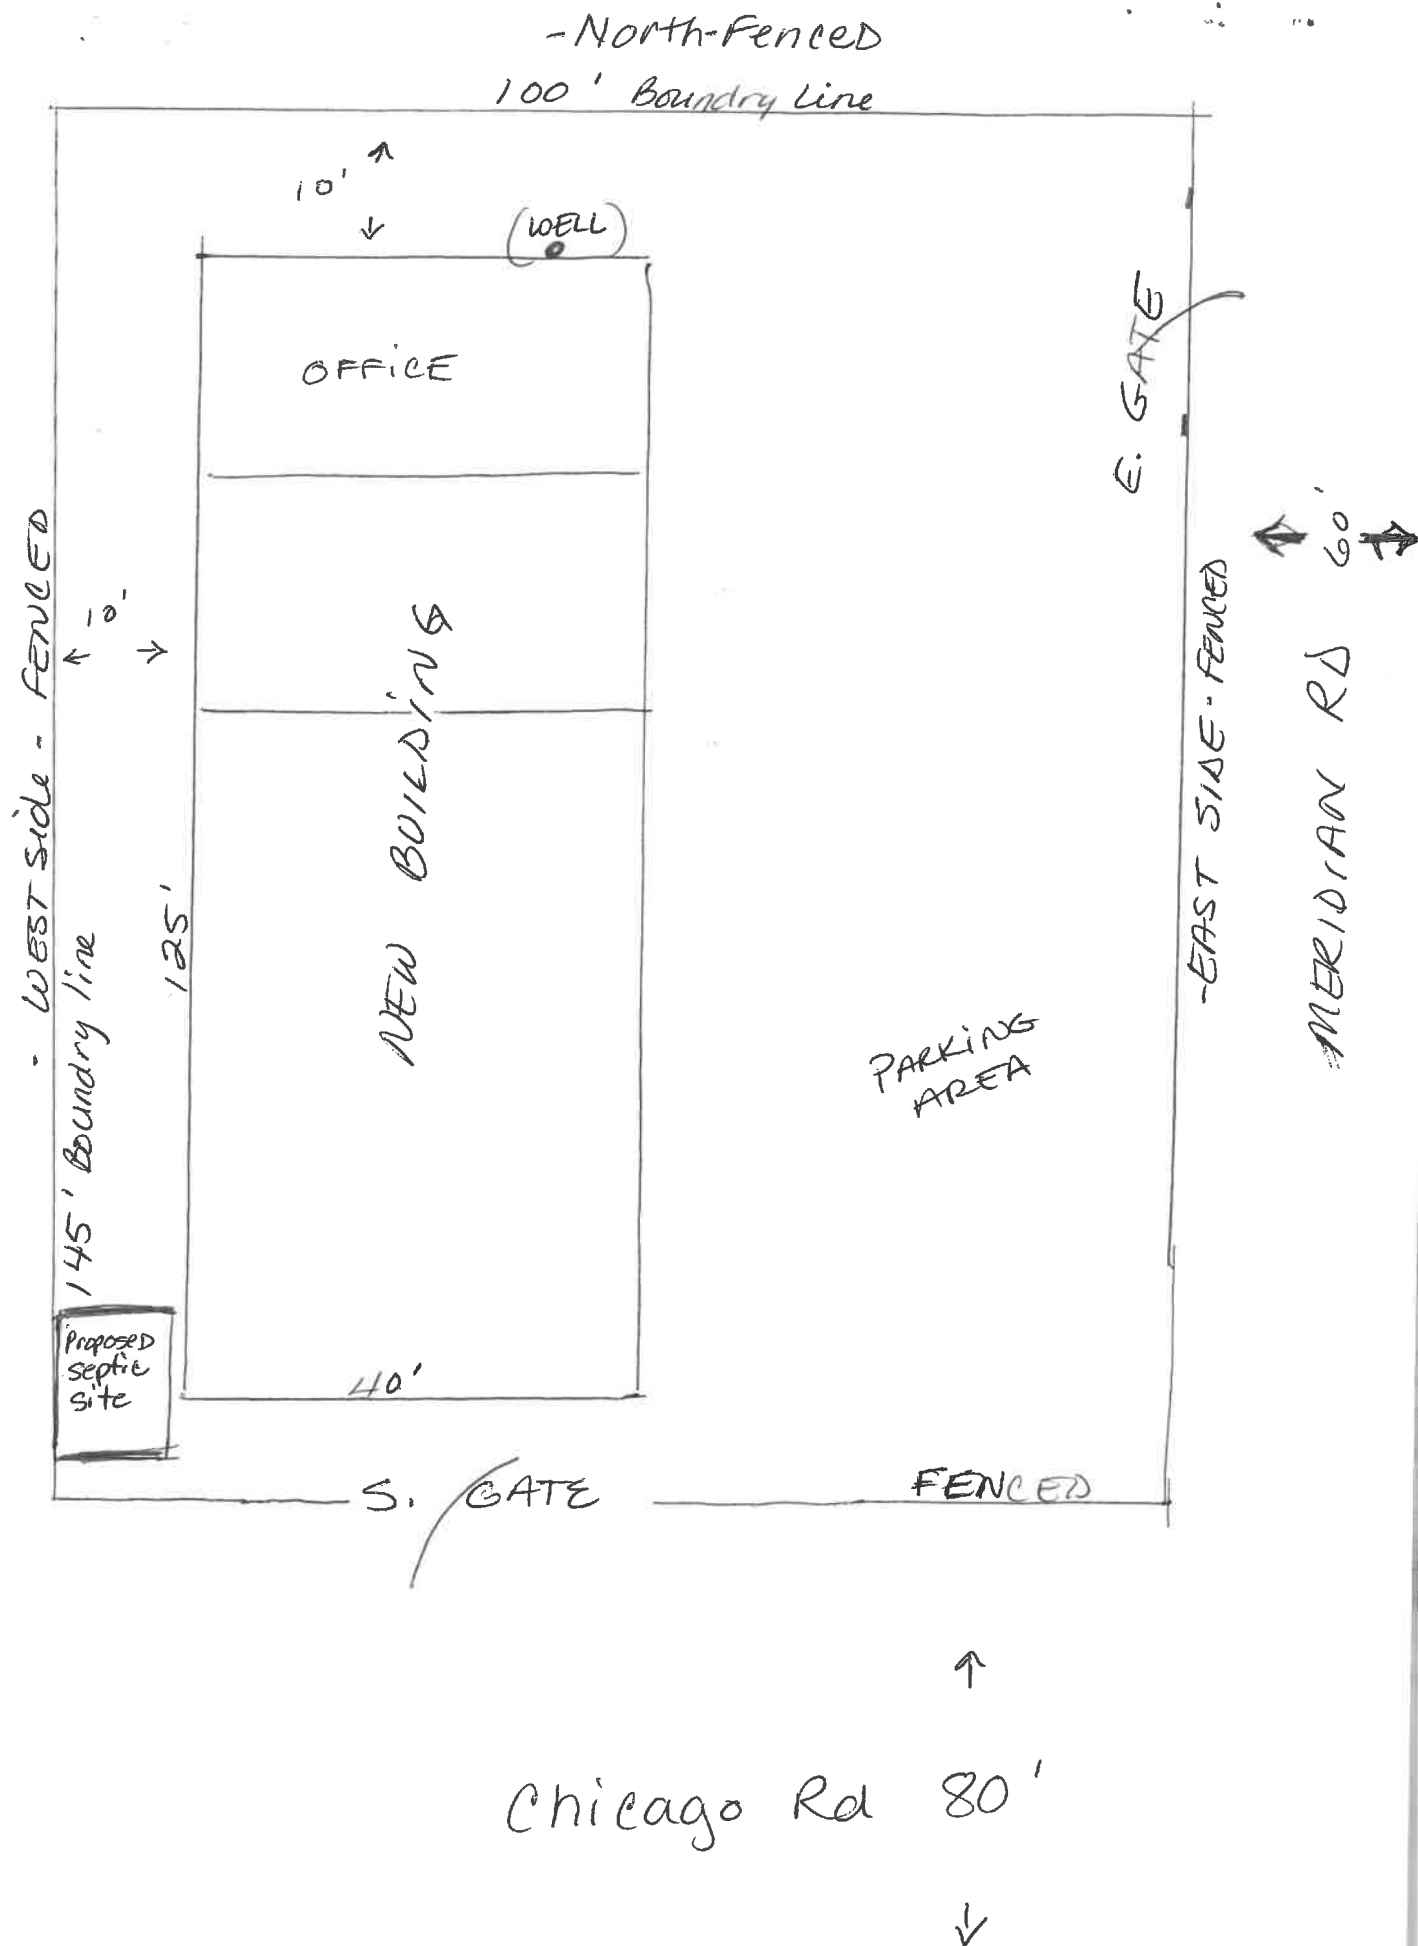 -North-FenceD
100' Boundry Line
10'
(WELL)
OFFiCE
E. GATE
60'
MERIDIAN RD
-EAST SIDE-FENCED
- WEST Side - FENCED
10'
NEW BUILDiNG
125'
145' Boundry line
PARKiNG
AREA
ProposeD
septic
site
40'
S. GATE
FENCED
Chicago Rd 80'